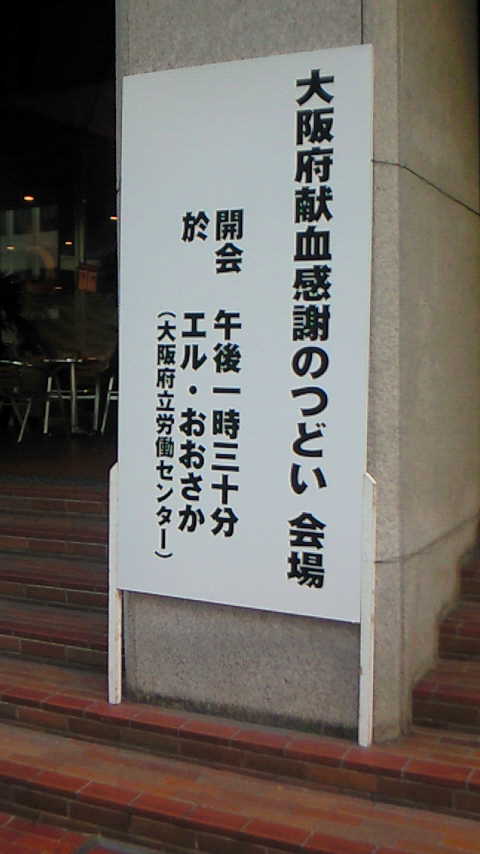 大阪府献血感謝のつどい 会場
開会 午後一時三十分
於 エル・おおさか
（大阪府立労働センター）